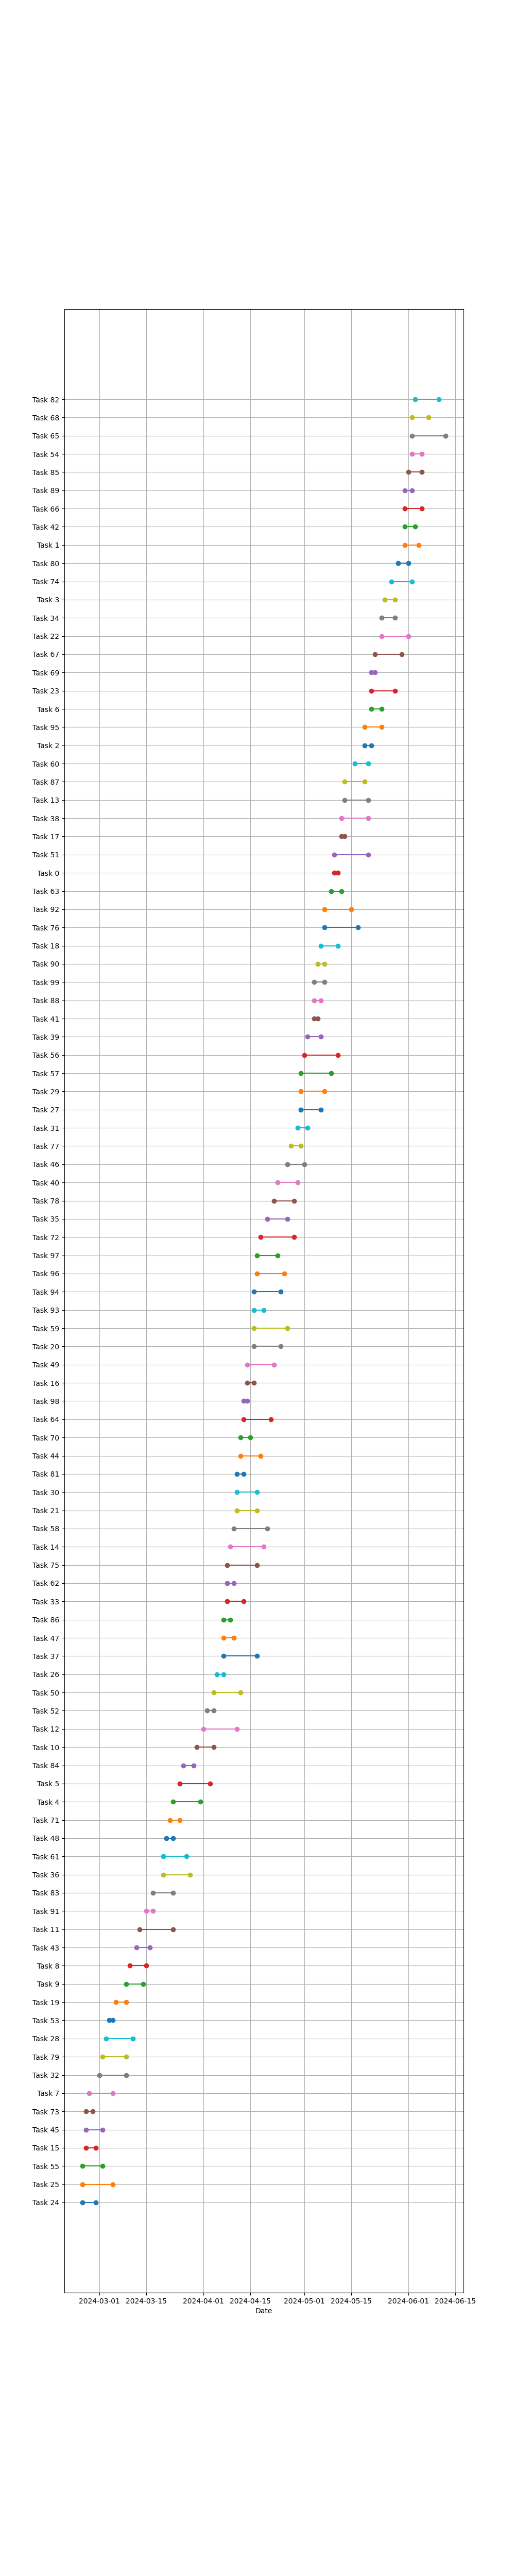 Task 82
Task 68
Task 65
Task 54
Task 85
Task 89
Task 66
Task 42
Task 1
Task 80
Task 74
Task 3
Task 34
Task 22
Task 67
Task 69
Task 23
Task 6
Task 95
Task 2
Task 60
Task 87
Task 13
Task 38
Task 17
Task 51
Task 0
Task 63
Task 92
Task 76
Task 18
Task 90
Task 99
Task 88
Task 41
Task 39
Task 56
Task 57
Task 29
Task 27
Task 31
Task 77
Task 46
Task 40
Task 78
Task 35
Task 72
Task 97
Task 96
Task 94
Task 93
Task 59
Task 20
Task 49
Task 16
Task 98
Task 64
Task 70
Task 44
Task 81
Task 30
Task 21
Task 58
Task 14
Task 75
Task 62
Task 33
Task 86
Task 47
Task 37
Task 26
Task 50
Task 52
Task 12
Task 10
Task 84
Task 5
Task 4
Task 71
Task 48
Task 61
Task 36
Task 83
Task 91
Task 11
Task 43
Task 8
Task 9
Task 19
Task 53
Task 28
Task 79
Task 32
Task 7
Task 73
Task 45
Task 15
Task 55
Task 25
Task 24
2024-03-01 2024-03-15 2024-04-01 2024-04-15 2024-05-01 2024-05-15 2024-06-01 2024-06-15
Date